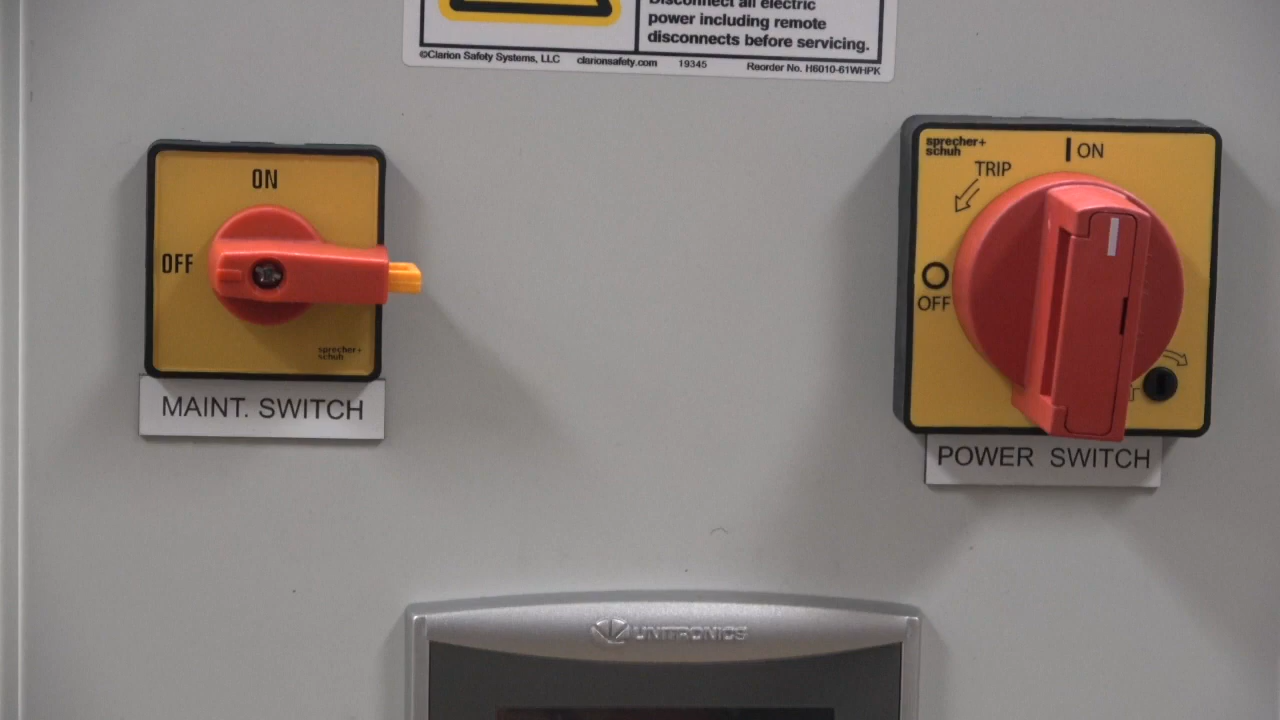 Disconnect all electric
power including remote
disconnects before servicing.
©Clarion Safety Systems, LLC clarionsafety.com 19345 Reorder No. H6010-61WHPK
ON
OFF
sprecher+
schuh
MAINT. SWITCH
sprecher+
schuh
I ON
TRIP
O
OFF
POWER SWITCH
UNITRONICS